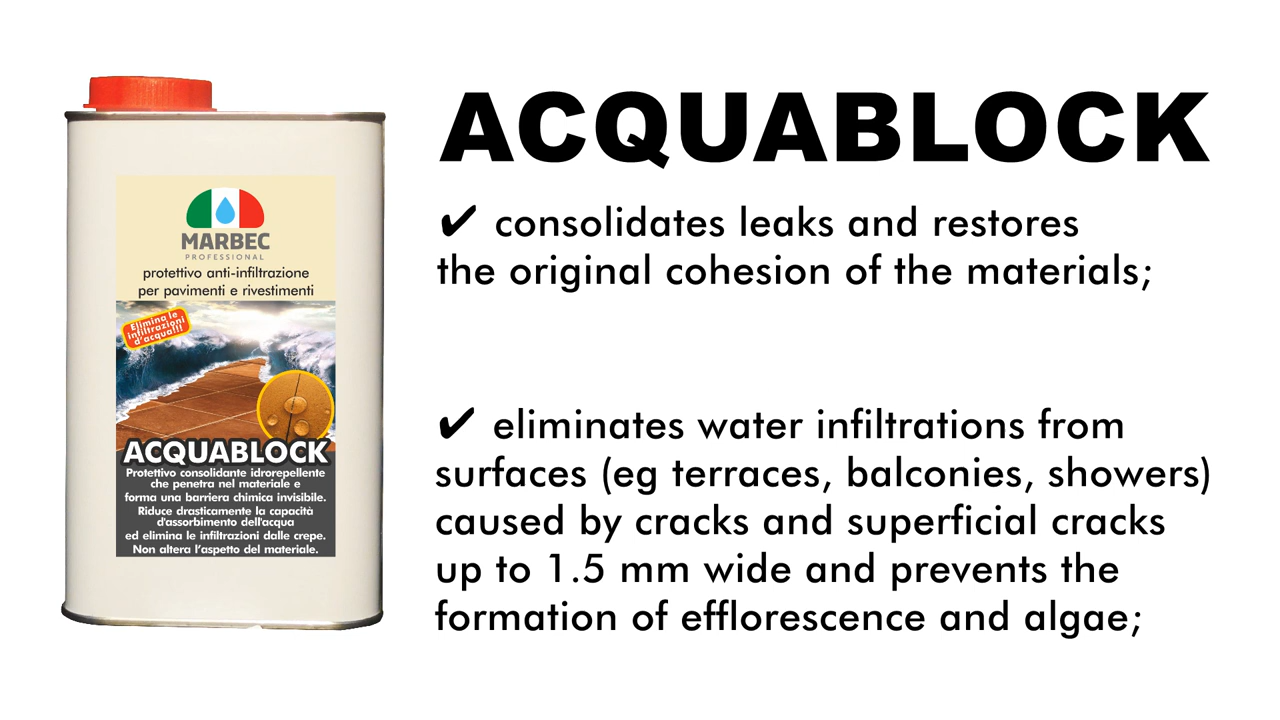 MARBEC
PROFESSIONAL
protettivo anti-infiltrazione
per pavimenti e rivestimenti
Elimina le
infiltrazioni
d'acqua!!!
ACQUABLOCK
Protettivo consolidante idrorepellente
che penetra nel materiale e
forma una barriera chimica invisibile.
Riduce drasticamente la capacità
d'assorbimento dell'acqua
ed elimina le infiltrazioni dalle crepe.
Non altera l'aspetto del materiale.
ACQUABLOCK
✔ consolidates leaks and restores
the original cohesion of the materials;
✔ eliminates water infiltrations from
surfaces (eg terraces, balconies, showers)
caused by cracks and superficial cracks
up to 1.5 mm wide and prevents the
formation of efflorescence and algae;